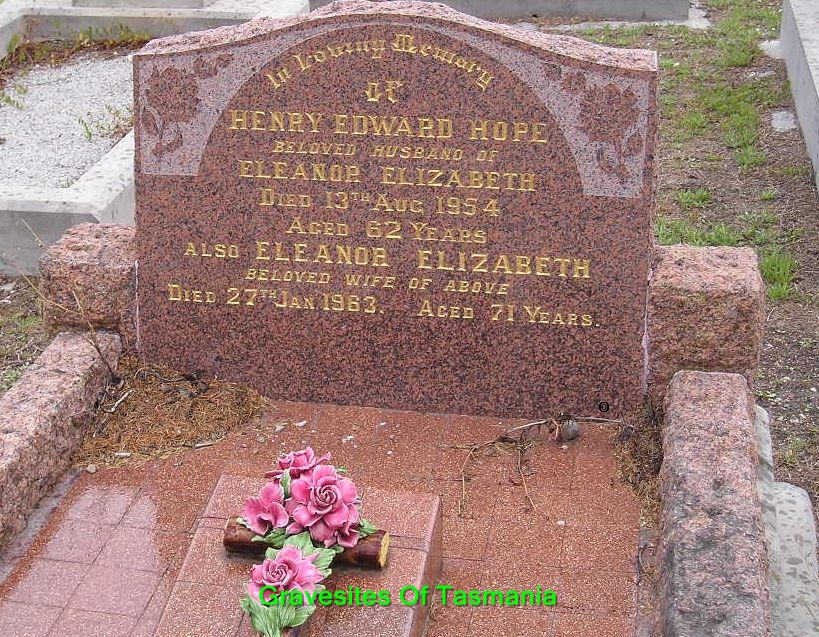 In Loving Memory
of
HENRY EDWARD HOPE
BELOVED HUSBAND OF
ELEANOR ELIZABETH
DIED 13TH AUG 1954
AGED 62 YEARS
ALSO ELEANOR ELIZABETH
BELOVED WIFE OF ABOVE
DIED 27TH JAN 1963. AGED 71 YEARS.
Gravesites Of Tasmania